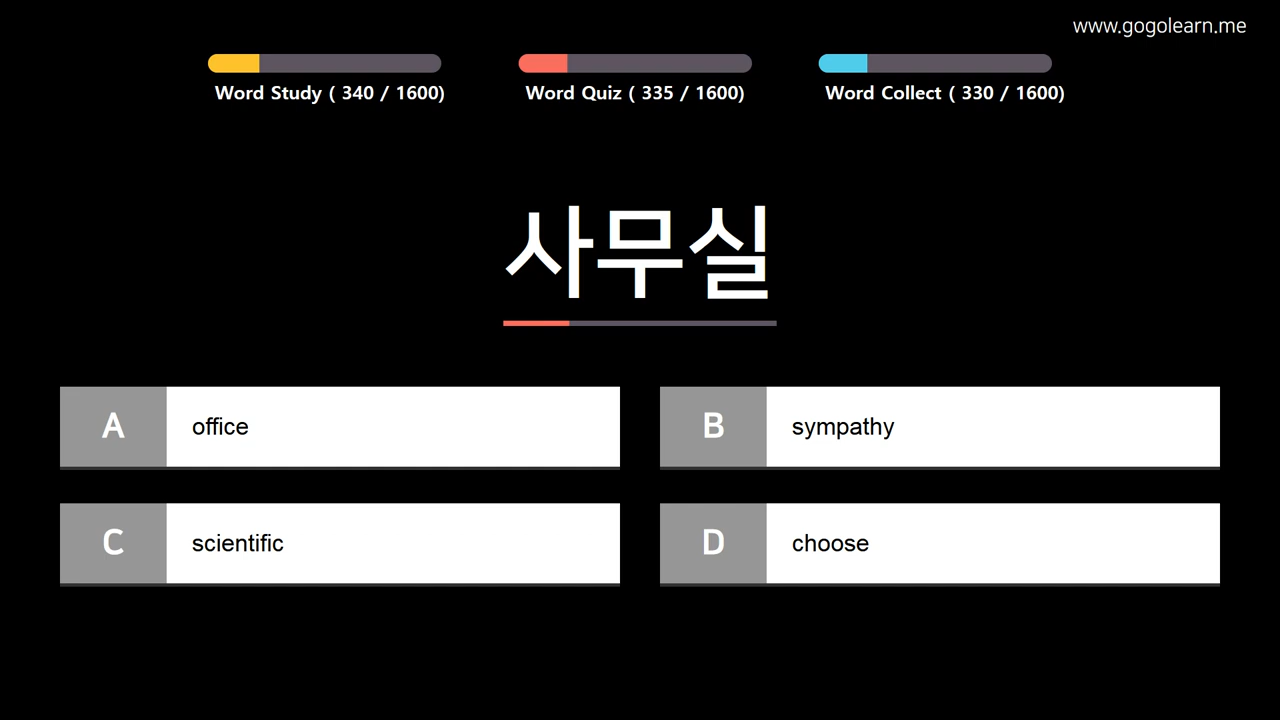 www.gogolearn.me
Word Study ( 340 / 1600)
Word Quiz ( 335 / 1600)
Word Collect ( 330 / 1600)
사무실
A office
B sympathy
C scientific
D choose